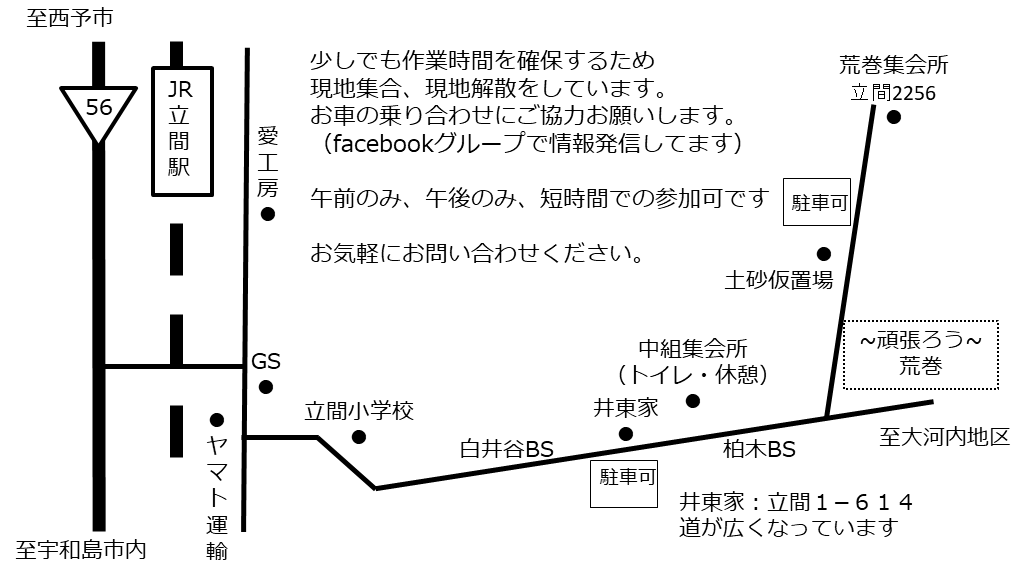 至西予市
56
JR
立間駅
愛工房
少しでも作業時間を確保するため
現地集合、現地解散をしています。
お車の乗り合わせにご協力お願いします。
（facebookグループで情報発信してます）
午前のみ、午後のみ、短時間での参加可です
お気軽にお問い合わせください。
荒巻集会所
立間2256
駐車可
土砂仮置場
~頑張ろう~
荒巻
GS
中組集会所
（トイレ・休憩）
立間小学校
井東家
ヤマト運輸
白井谷BS
柏木BS
至大河内地区
駐車可
井東家：立間１−６１４
道が広くなっています
至宇和島市内